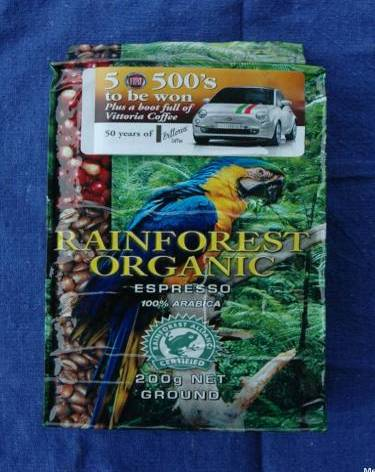 5 FIAT 500's
to be won
Plus a boot full of
Vittoria Coffee
50 years of Vittoria
RAINFOREST
ORGANIC
ESPRESSO
100% ARABICA
RAINFOREST ALLIANCE
CERTIFIED
200g NET
GROUND